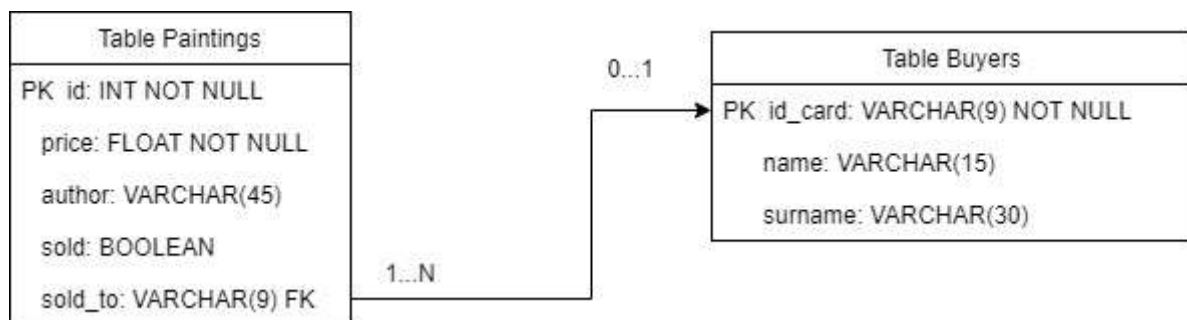 Table Paintings
PK id: INT NOT NULL
price: FLOAT NOT NULL
author: VARCHAR(45)
sold: BOOLEAN
sold_to: VARCHAR(9) FK
1...N
0...1
Table Buyers
PK id_card: VARCHAR(9) NOT NULL
name: VARCHAR(15)
surname: VARCHAR(30)